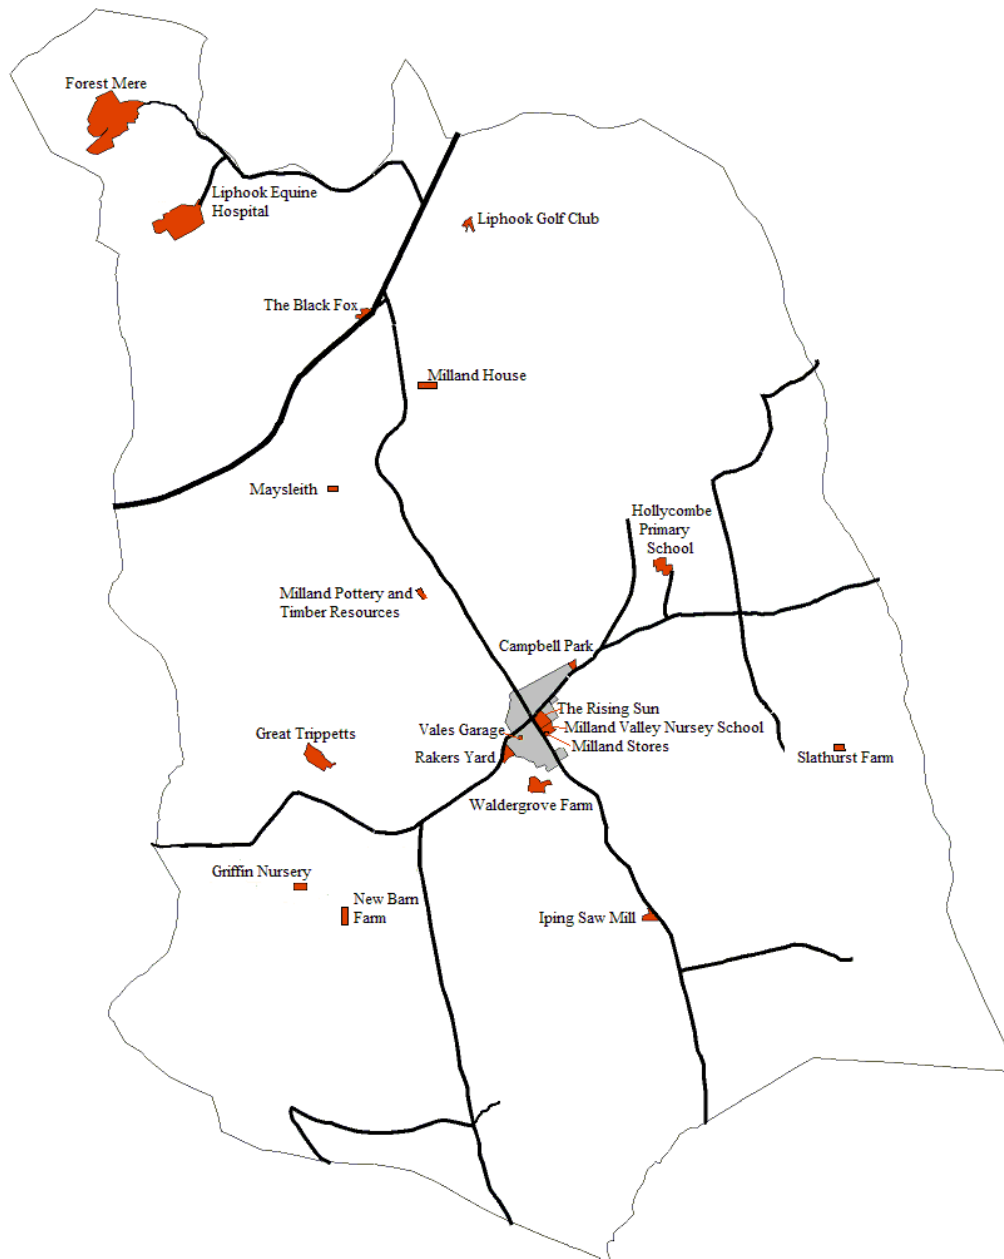 Forest Mere
Liphook Equine
Hospital
Liphook Golf Club
The Black Fox
Milland House
Maysleith
Hollycombe
Primary
School
Milland Pottery and
Timber Resources
Campbell Park
The Rising Sun
Milland Valley Nursey School
Vales Garage
Milland Stores
Great Trippetts
Rakers Yard
Slathurst Farm
Waldergrove Farm
Griffin Nursery
New Barn
Farm
Iping Saw Mill